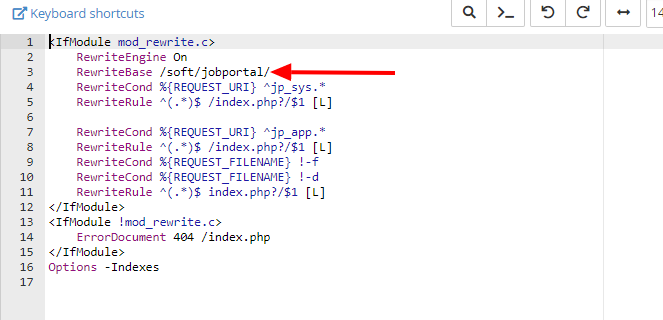 Keyboard shortcuts
14
1 <IfModule mod_rewrite.c>
2     RewriteEngine On
3     RewriteBase /soft/jobportal/
4     RewriteCond %{REQUEST_URI} ^jp_sys.*
5     RewriteRule ^(.*)$ /index.php?/$1 [L]
6
7     RewriteCond %{REQUEST_URI} ^jp_app.*
8     RewriteRule ^(.*)$ /index.php?/$1 [L]
9     RewriteCond %{REQUEST_FILENAME} !-f
10     RewriteCond %{REQUEST_FILENAME} !-d
11     RewriteRule ^(.*)$ index.php?/$1 [L]
12 </IfModule>
13 <IfModule !mod_rewrite.c>
14     ErrorDocument 404 /index.php
15 </IfModule>
16 Options -Indexes
17